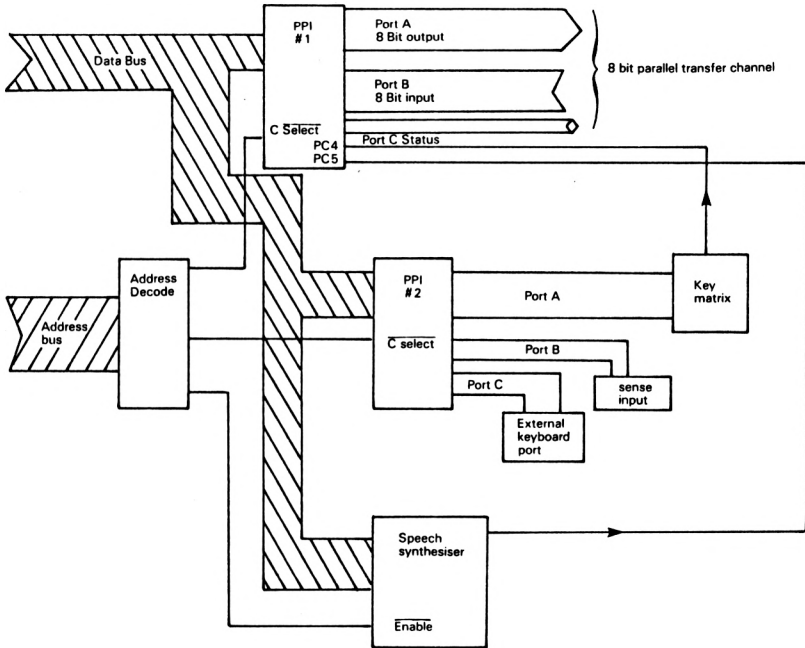 PPI
#1
Port A
8 Bit output
Data Bus
8 bit parallel transfer channel
Port B
8 Bit input
C Select
Port C Status
PC4
PC5
Address
Decode
PPI
#2
Key
matrix
Port A
Address
bus
C select
Port B
Port C
sense
input
External
keyboard
port
Speech
synthesiser
Enable